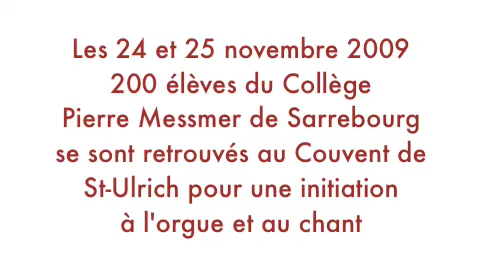 Les 24 et 25 novembre 2009
200 élèves du Collège
Pierre Messmer de Sarrebourg
se sont retrouvés au Couvent de
St-Ulrich pour une initiation
à l'orgue et au chant